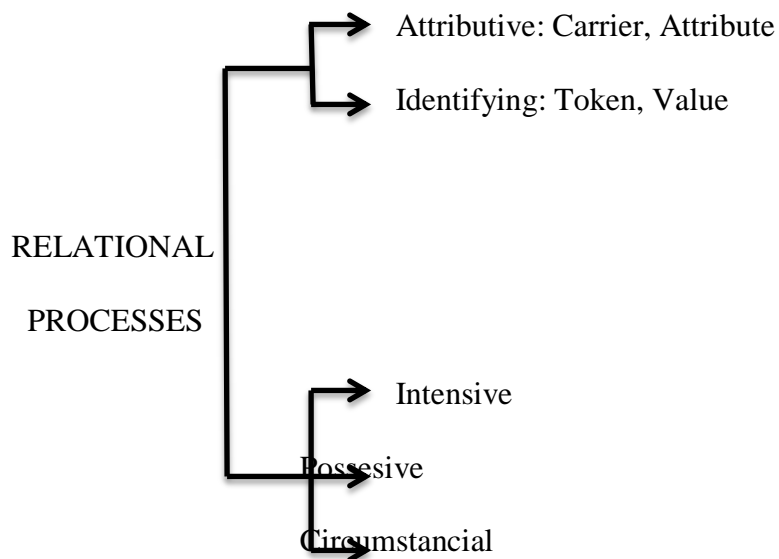 Attributive: Carrier, Attribute
Identifying: Token, Value
RELATIONAL
PROCESSES
Intensive
Possesive
Circumstancial